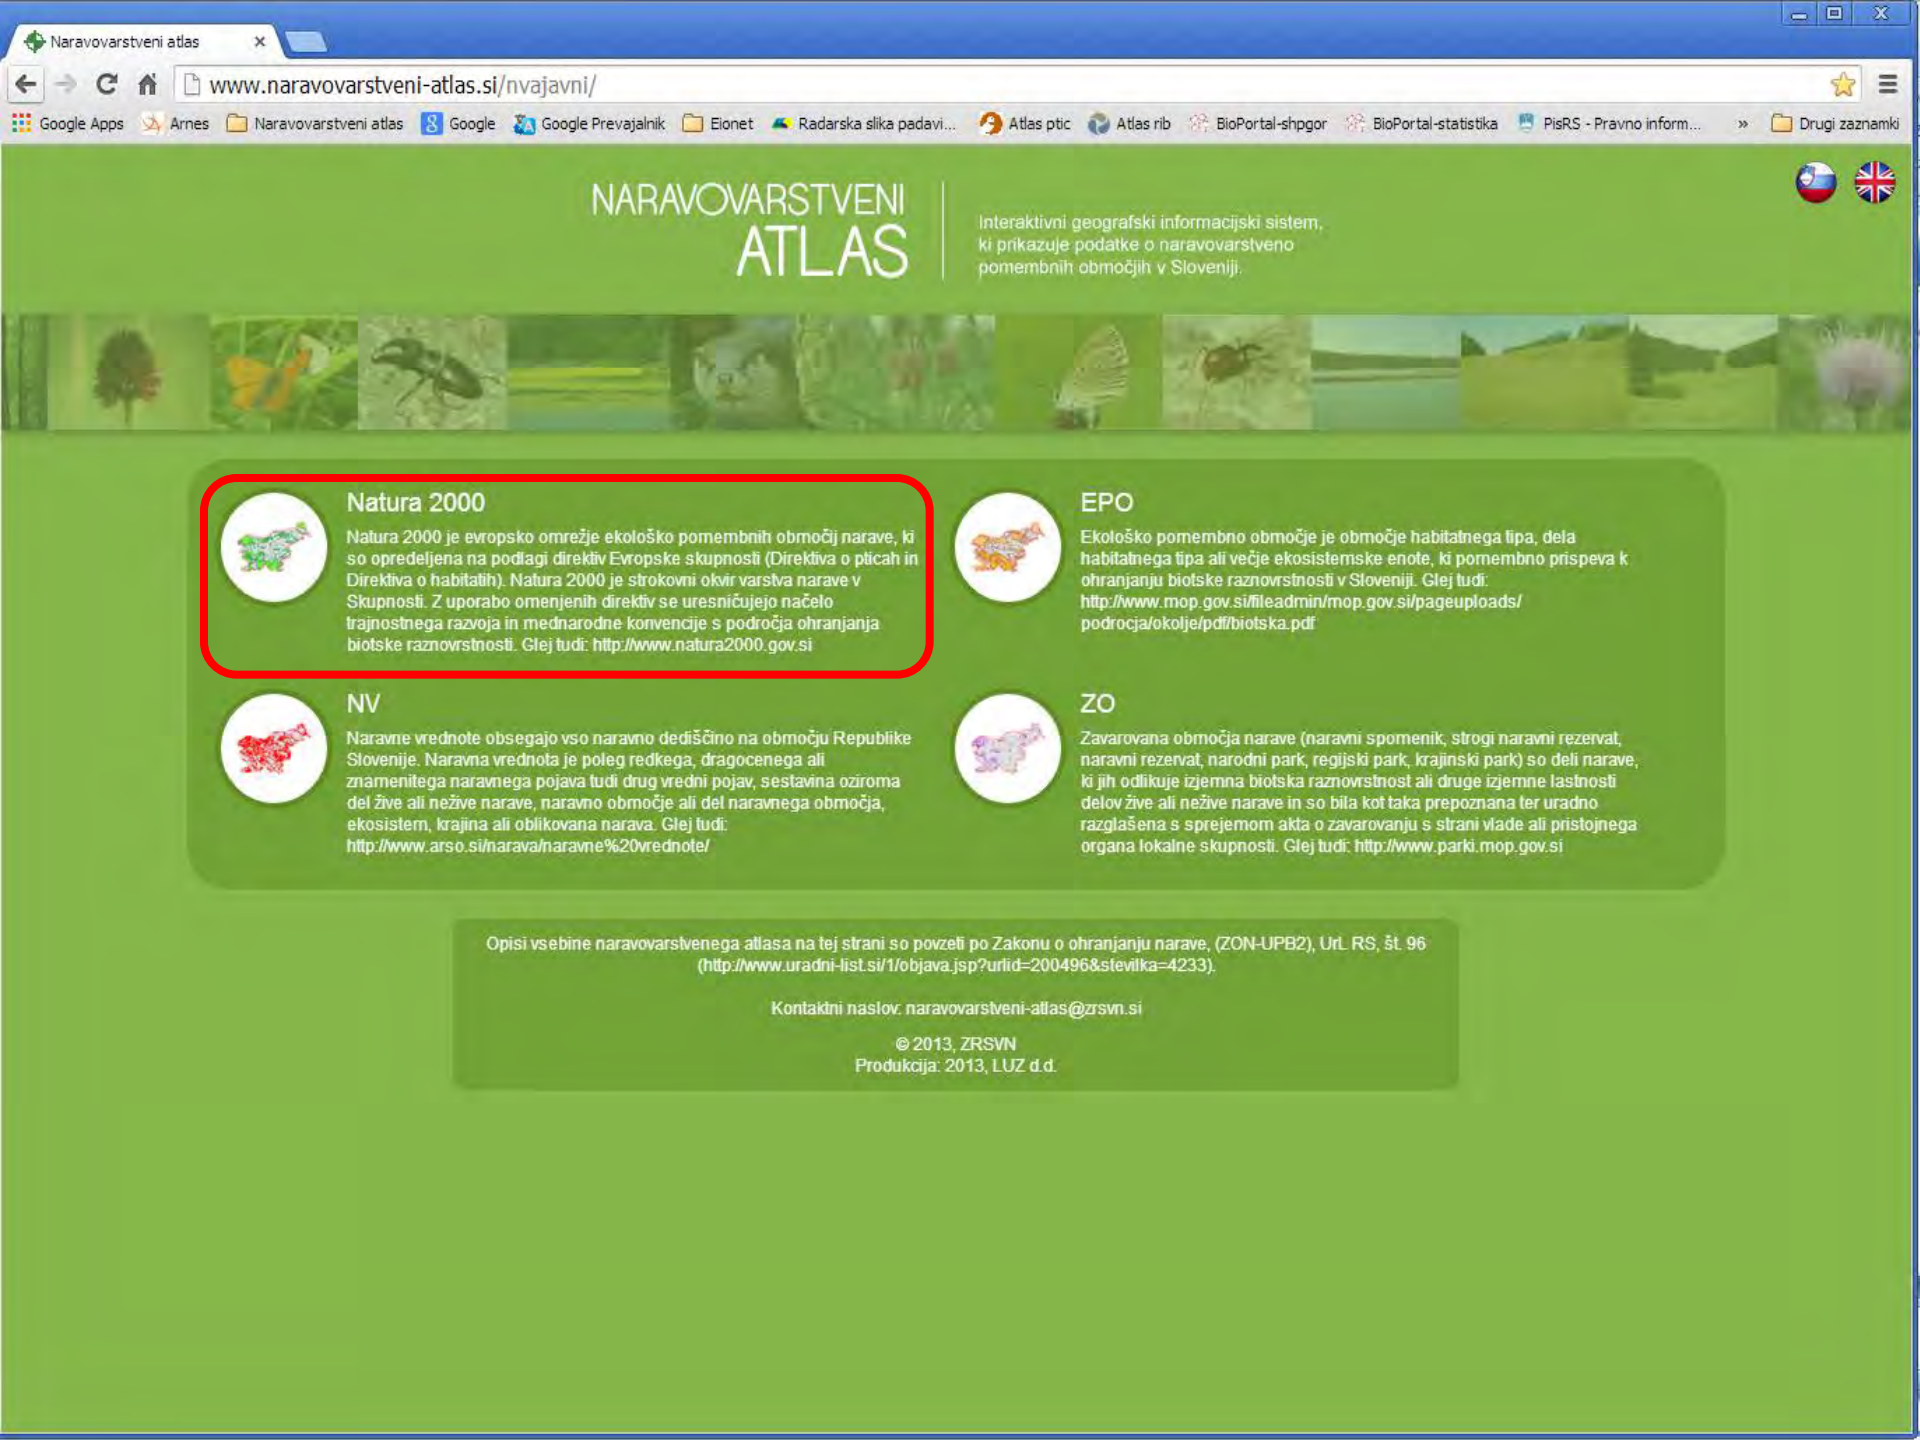 Naravovarstveni atlas
www.naravovarstveni-atlas.si/nvajavni/
Google Apps Arnes Naravovarstveni atlas Google Google Prevajalnik Eionet Radarska slika padavi... Atlas ptic Atlas rib BioPortal-shpgor BioPortal-statistika PisRS - Pravno inform... » Drugi zaznamki
NARAVOVARSTVENI
ATLAS
Interaktivni geografski informacijski sistem,
ki prikazuje podatke o naravovarstveno
pomembnih območjih v Sloveniji.
Natura 2000
Natura 2000 je evropsko omrežje ekološko pomembnih območij narave, ki
so opredeljena na podlagi direktiv Evropske skupnosti (Direktiva o pticah in
Direktiva o habitatih). Natura 2000 je strokovni okvir varstva narave v
Skupnosti. Z uporabo omenjenih direktiv se uresničujejo načelo
trajnostnega razvoja in mednarodne konvencije s področja ohranjanja
biotske raznovrstnosti. Glej tudi: http://www.natura2000.gov.si
EPO
Ekološko pomembno območje je območje habitatnega tipa, dela
habitatnega tipa ali večje ekosistemske enote, ki pomembno prispeva k
ohranjanju biotske raznovrstnosti v Sloveniji. Glej tudi:
http://www.mop.gov.si/fileadmin/mop.gov.si/pageuploads/
podrocja/okolje/pdf/biotska.pdf
NV
Naravne vrednote obsegajo vso naravno dediščino na območju Republike
Slovenije. Naravna vrednota je poleg redkega, dragocenega ali
znamenitega naravnega pojava tudi drug vredni pojav, sestavina oziroma
del žive ali nežive narave, naravno območje ali del naravnega območja,
ekosistem, krajina ali oblikovana narava. Glej tudi:
http://www.arso.si/narava/naravne%20vrednote/
ZO
Zavarovana območja narave (naravni spomenik, strogi naravni rezervat,
naravni rezervat, narodni park, regijski park, krajinski park) so deli narave,
ki jih odlikuje izjemna biotska raznovrstnost ali druge izjemne lastnosti
delov žive ali nežive narave in so bila kot taka prepoznana ter uradno
razglašena s sprejemom akta o zavarovanju s strani vlade ali pristojnega
organa lokalne skupnosti. Glej tudi: http://www.parki.mop.gov.si
Opisi vsebine naravovarstvenega atlasa na tej strani so povzeti po Zakonu o ohranjanju narave, (ZON-UPB2), UrL RS, št. 96
(http://www.uradni-list.si/1/objava.jsp?urlid=200496&stevilka=4233).
Kontaktni naslov: naravovarstveni-atlas@zrsvn.si
© 2013, ZRSVN
Produkcija: 2013, LUZ d.d.